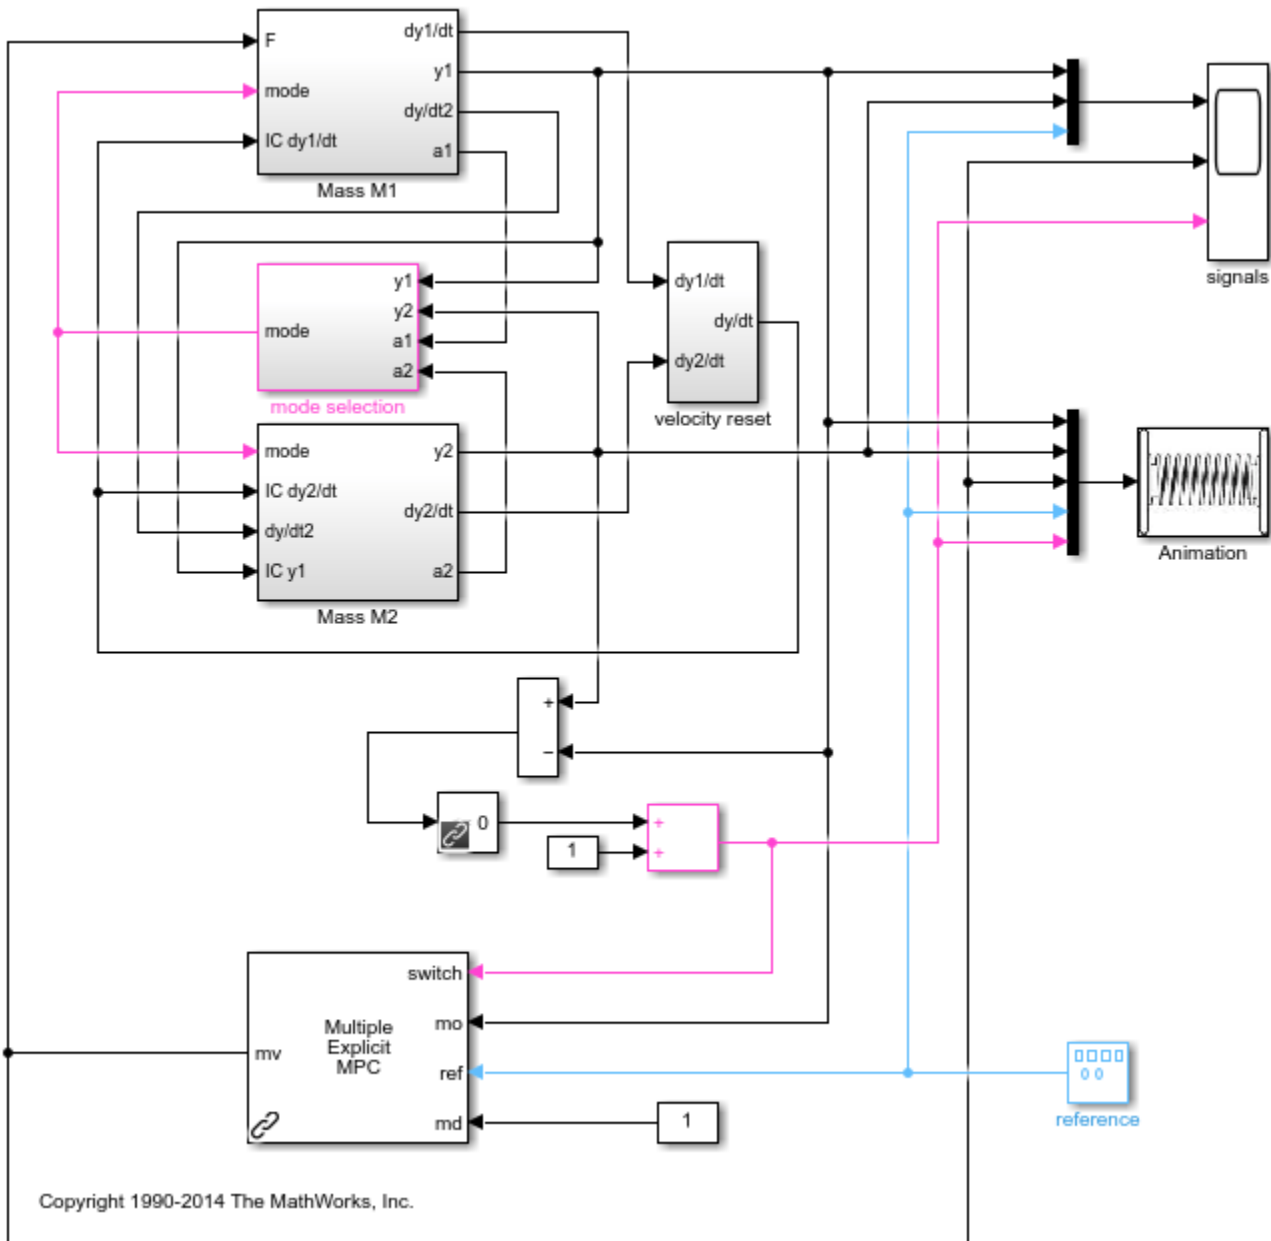 F
mode
IC dy1/dt
dy1/dt
y1
dy/dt2
a1
Mass M1
mode
y1
y2
a1
a2
mode selection
dy1/dt
dy2/dt
dy/dt
velocity reset
signals
mode
IC dy2/dt
dy/dt2
IC y1
y2
dy2/dt
a2
Mass M2
Animation
+
−
0
1
+
+
switch
mo
ref
md
mv
Multiple
Explicit
MPC
1
0 0
reference
Copyright 1990-2014 The MathWorks, Inc.